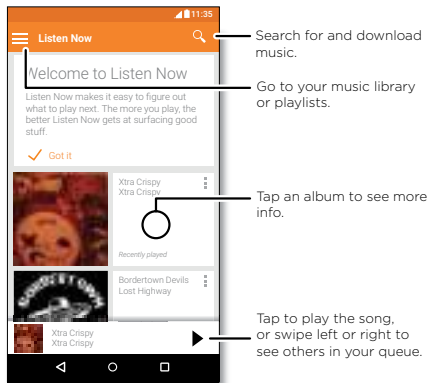 11:35
Listen Now
Search for and download
music.
Welcome to Listen Now
Go to your music library
or playlists.
Listen Now makes it easy to figure out
what to play next. The more you play, the
better Listen Now gets at surfacing good
stuff.
Got it
Xtra Crispy
Xtra Crispy
Tap an album to see more
info.
Recently played
Bordertown Devils
Lost Highway
Xtra Crispy
Xtra Crispy
Tap to play the song,
or swipe left or right to
see others in your queue.